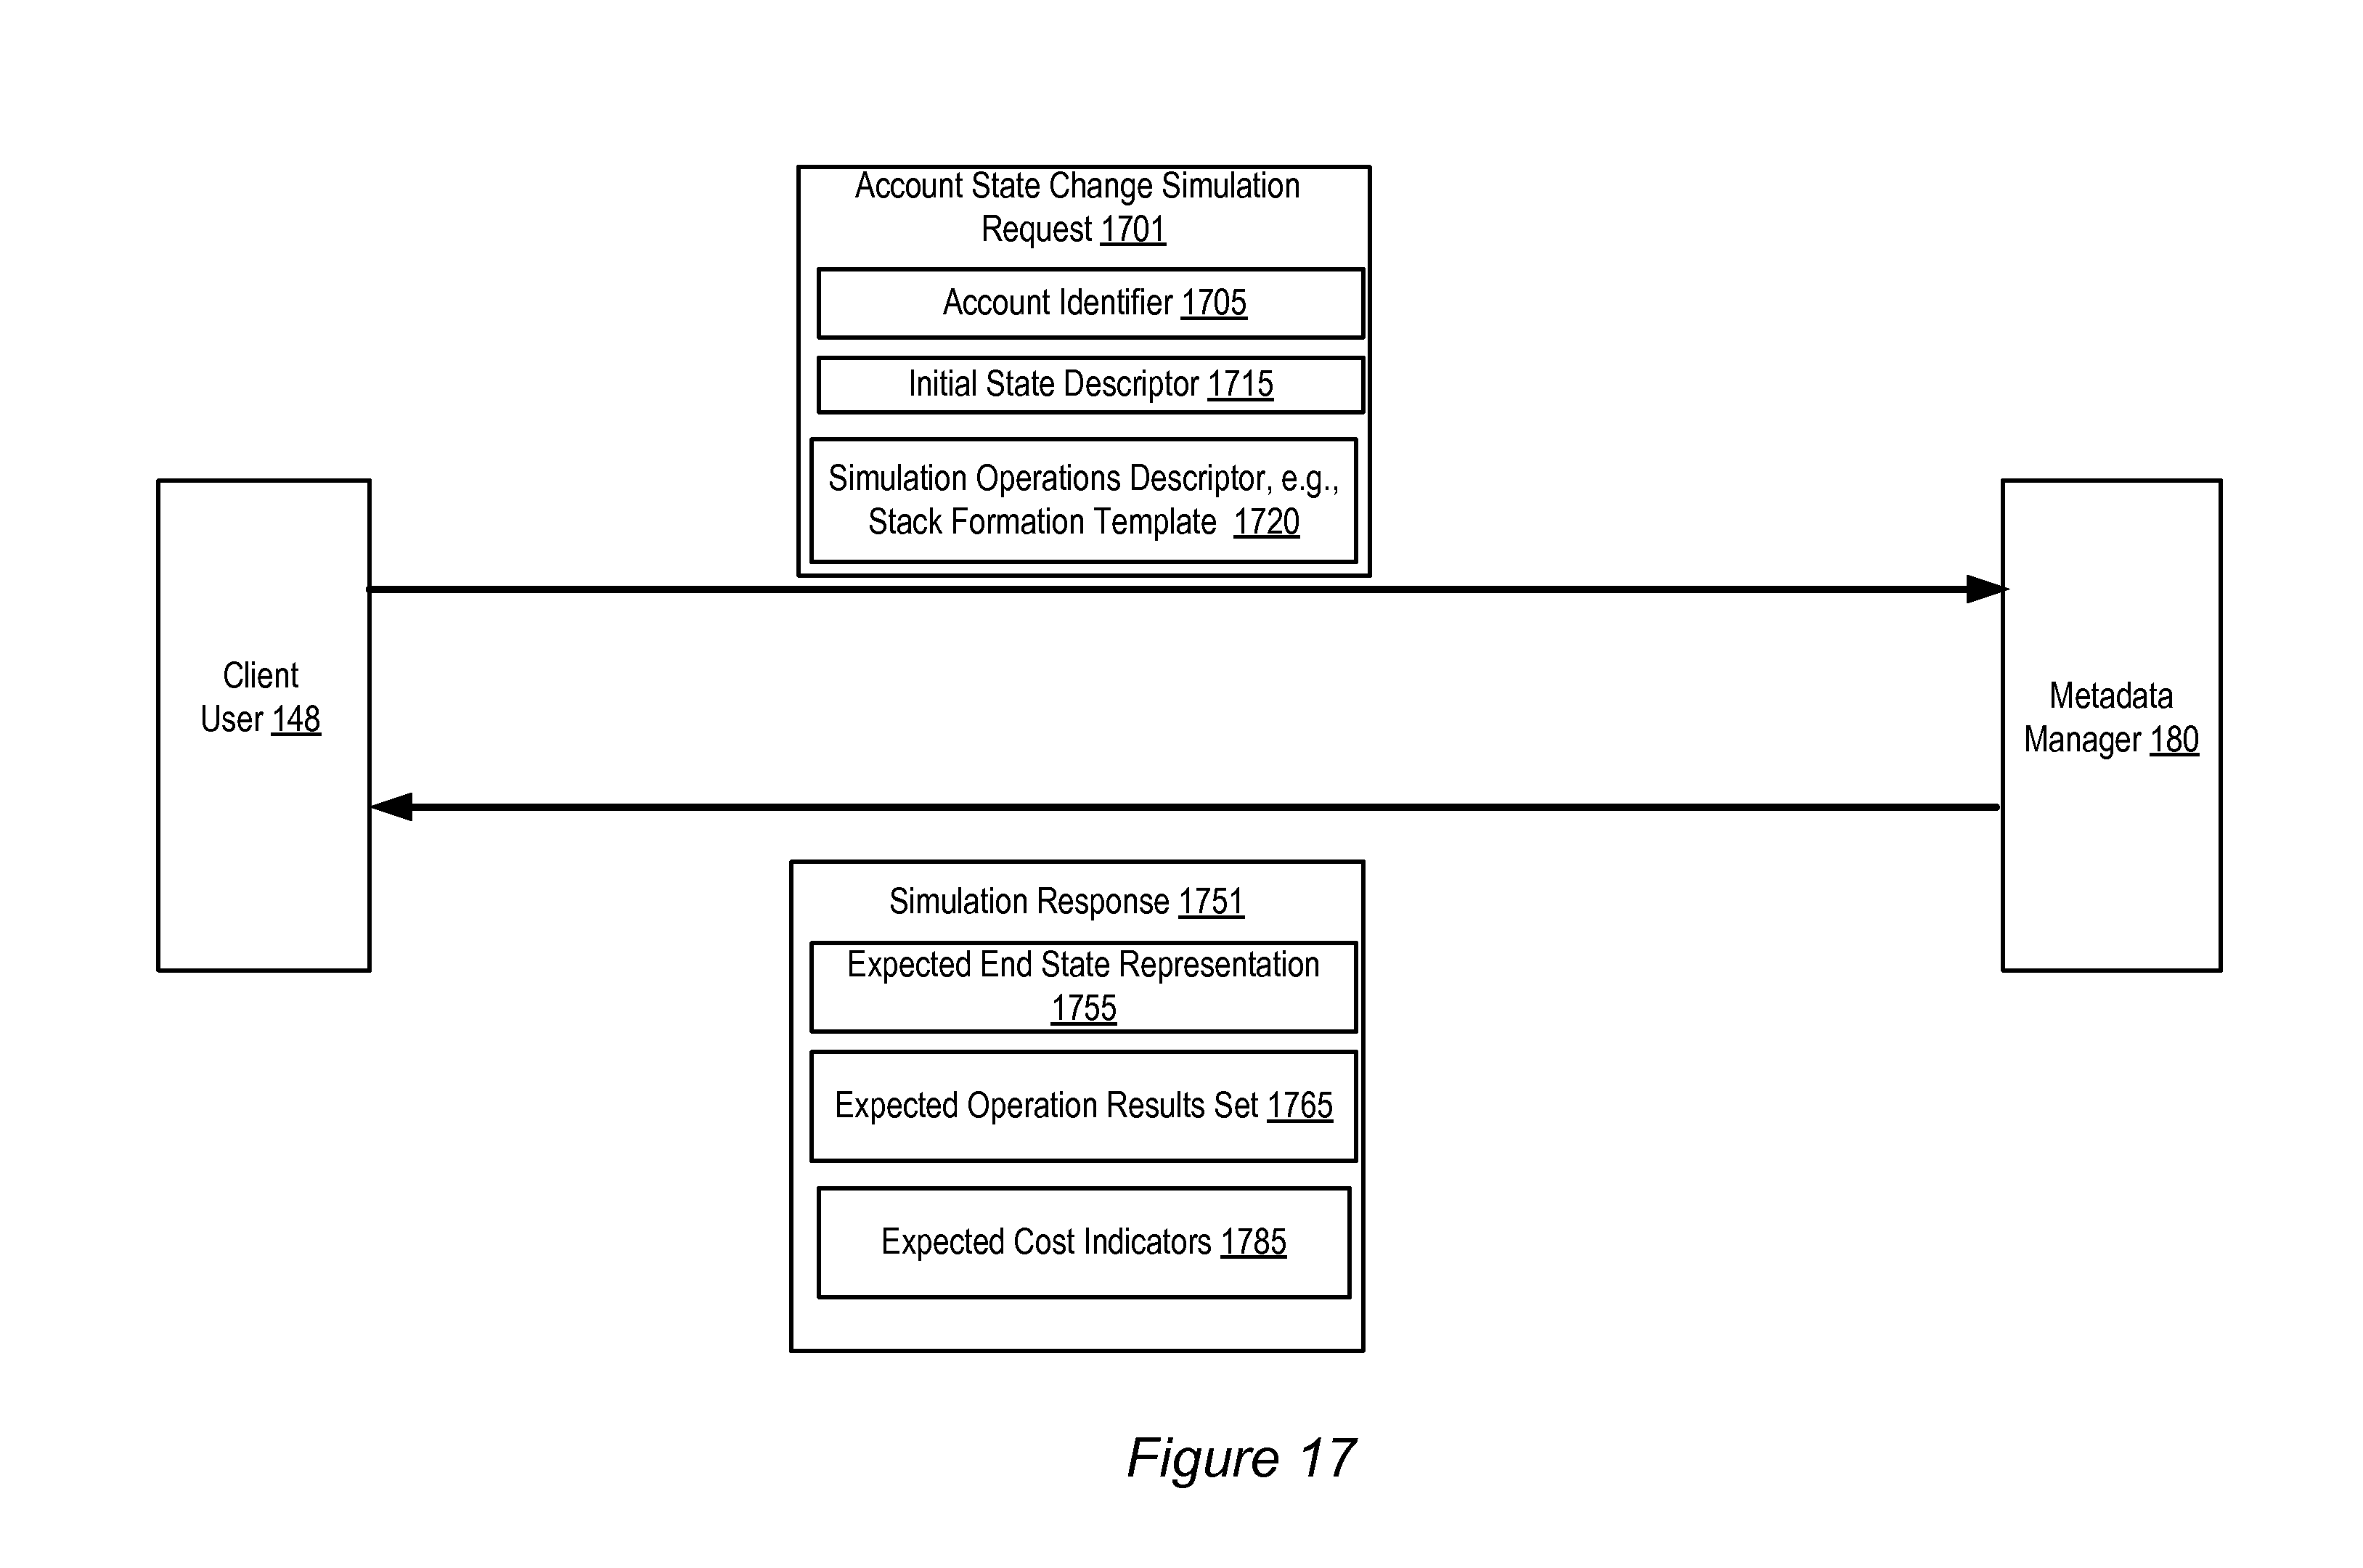 Account State Change Simulation
Request 1701
Account Identifier 1705
Initial State Descriptor 1715
Simulation Operations Descriptor, e.g.,
Stack Formation Template 1720
Client
User 148
Metadata
Manager 180
Simulation Response 1751
Expected End State Representation
1755
Expected Operation Results Set 1765
Expected Cost Indicators 1785
Figure 17